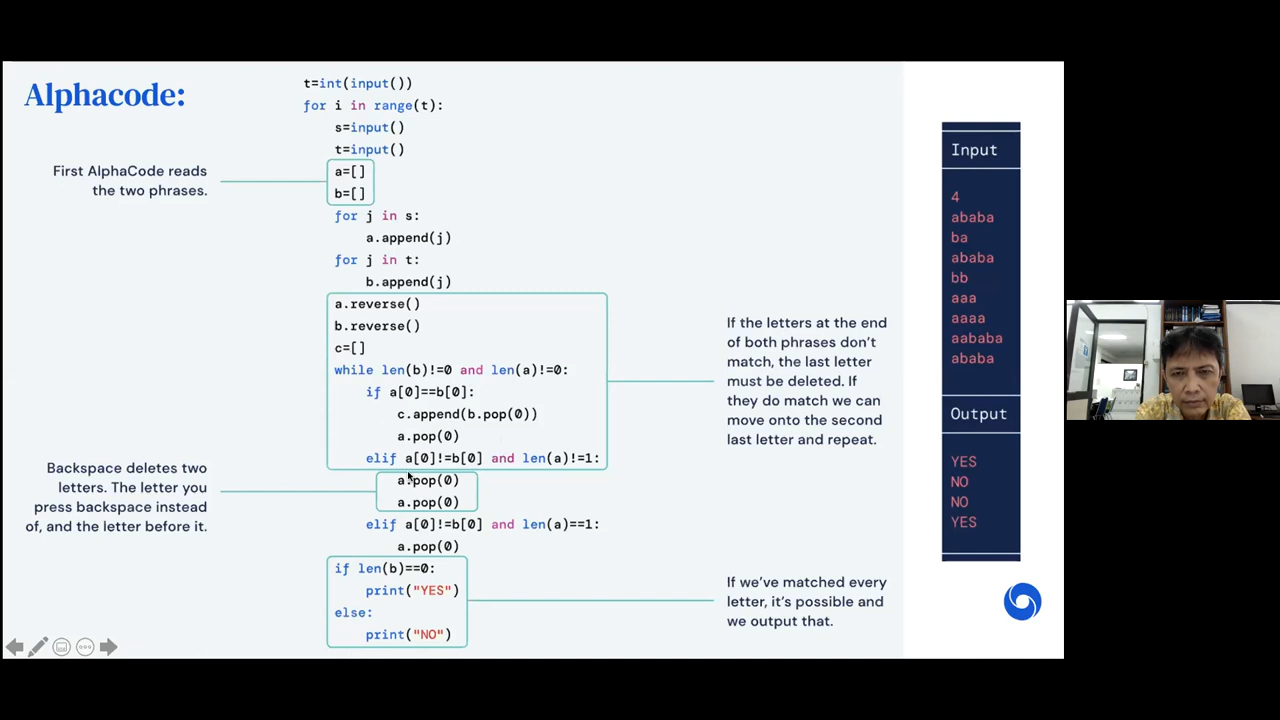 Alphacode:
First AlphaCode reads
the two phrases.
Backspace deletes two
letters. The letter you
press backspace instead
of, and the letter before it.
t=int(input())
for i in range(t):
s=input()
t=input()
a=[]
b=[]
for j in s:
a.append(j)
for j in t:
b.append(j)
a.reverse()
b.reverse()
c=[]
while len(b)!=0 and len(a)!=0:
if a[0]==b[0]:
c.append(b.pop(0))
a.pop(0)
elif a[0]!=b[0] and len(a)!=1:
a.pop(0)
a.pop(0)
elif a[0]!=b[0] and len(a)==1:
a.pop(0)
if len(b)==0:
print("YES")
else:
print("NO")
If the letters at the end
of both phrases don't
match, the last letter
must be deleted. If
they do match we can
move onto the second
last letter and repeat.
If we've matched every
letter, it's possible and
we output that.
Input
4
ababa
ba
ababa
bb
aaa
aaaa
aababa
ababa
Output
YES
NO
NO
YES